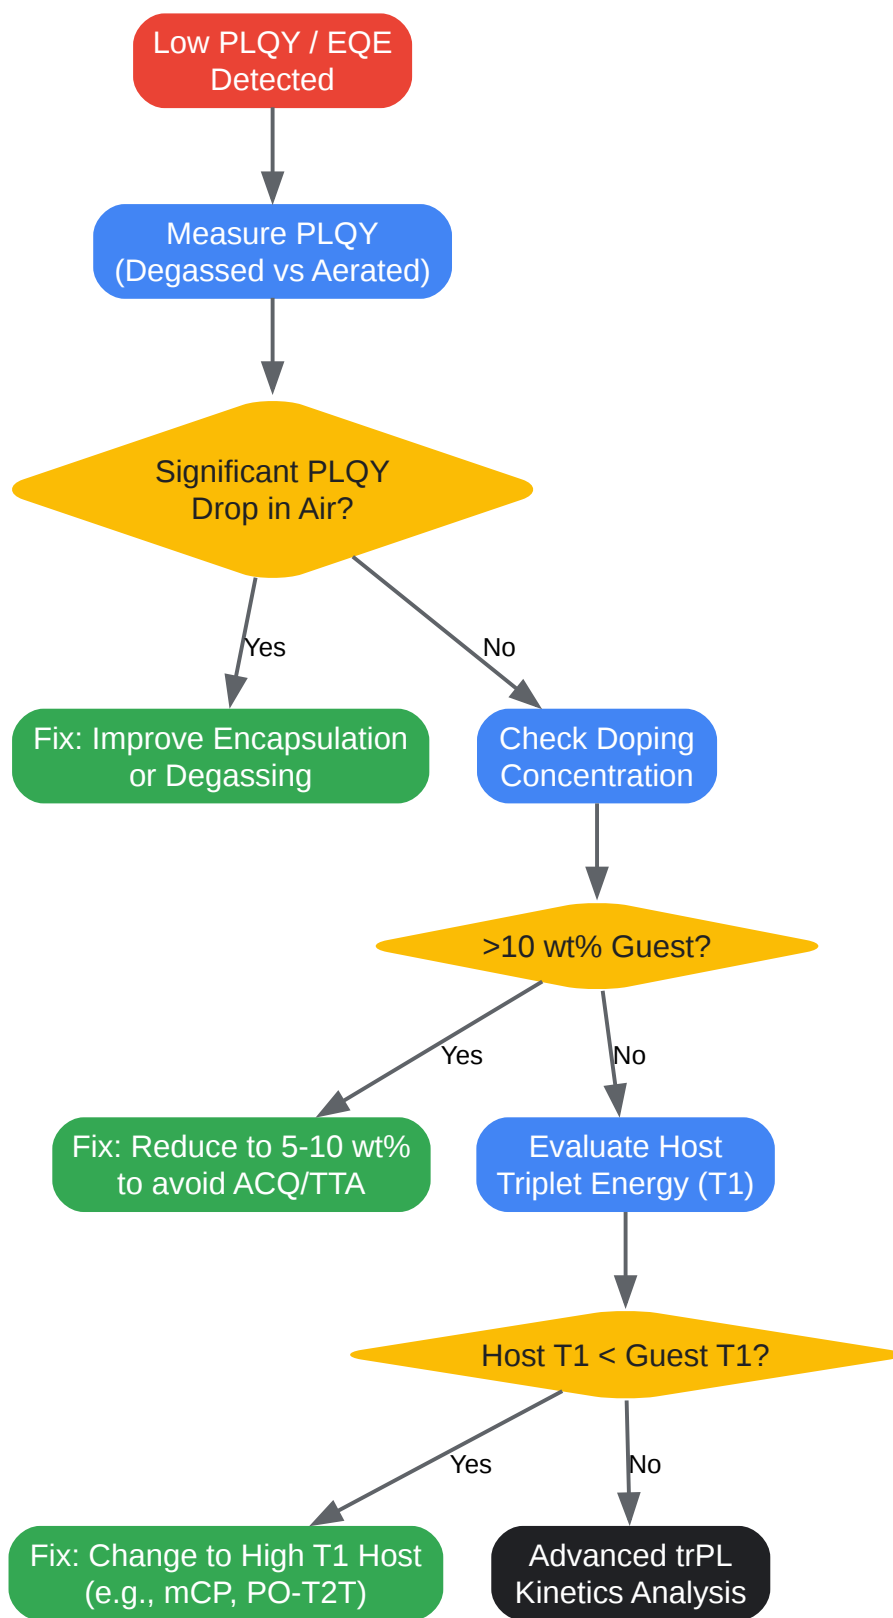 Low PLQY / EQE
Detected
Measure PLQY
(Degassed vs Aerated)
Significant PLQY
Drop in Air?
Yes
No
Fix: Improve Encapsulation
or Degassing
Check Doping
Concentration
>10 wt% Guest?
Yes
No
Fix: Reduce to 5-10 wt%
to avoid ACQ/TTA
Evaluate Host
Triplet Energy (T1)
Host T1 < Guest T1?
Yes
No
Fix: Change to High T1 Host
(e.g., mCP, PO-T2T)
Advanced trPL
Kinetics Analysis